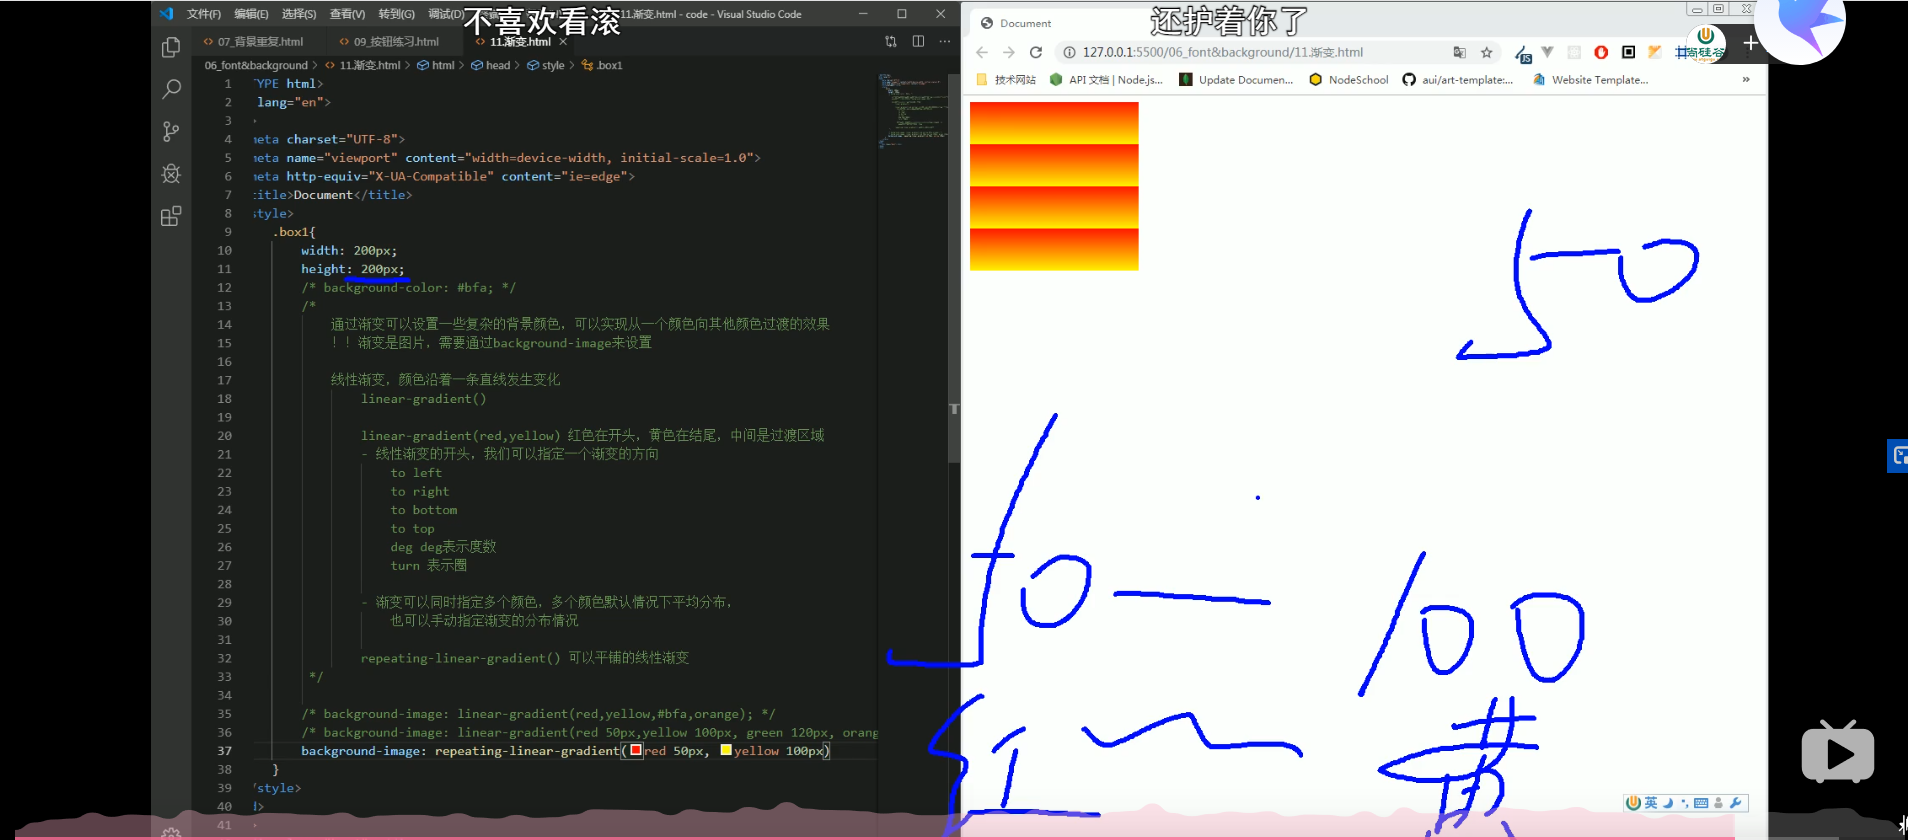 文件(F) 编辑(E) 选择(S) 查看(V) 转到(G) 调试(D) 11.渐变.html - code - Visual Studio Code
不喜欢看滚
还护着你了
07_背景重复.html 09_按钮练习.html 11.渐变.html
06_font&background > 11.渐变.html > html > head > style > .box1
1 YPE html>
2 lang="en">
3
4 eta charset="UTF-8">
5 eta name="viewport" content="width=device-width, initial-scale=1.0">
6 eta http-equiv="X-UA-Compatible" content="ie=edge">
7 itle>Document</title>
8 style>
9 .box1{
10 width: 200px;
11 height: 200px;
12 /* background-color: #bfa; */
13 /*
14 通过渐变可以设置一些复杂的背景颜色，可以实现从一个颜色向其他颜色过渡的效果
15 ！！渐变是图片，需要通过background-image来设置
16
17 线性渐变，颜色沿着一条直线发生变化
18 linear-gradient()
19
20 linear-gradient(red,yellow) 红色在开头，黄色在结尾，中间是过渡区域
21 - 线性渐变的开头，我们可以指定一个渐变的方向
22 to left
23 to right
24 to bottom
25 to top
26 deg deg表示度数
27 turn 表示圈
28
29 - 渐变可以同时指定多个颜色，多个颜色默认情况下平均分布，
30 也可以手动指定渐变的分布情况
31
32 repeating-linear-gradient() 可以平铺的线性渐变
33 */
34
35 /* background-image: linear-gradient(red,yellow,#bfa,orange); */
36 /* background-image: linear-gradient(red 50px,yellow 100px, green 120px, orang
37 background-image: repeating-linear-gradient(red 50px, yellow 100px)
38 }
39 /style>
40 >
41
Document
127.0.0.1:5500/06_font&background/11.渐变.html
JS
尚硅谷
技术网站 API 文档 | Node.js... Update Documen... NodeSchool aui/art-template:... Website Template... »
50
50
100
红
黄
英